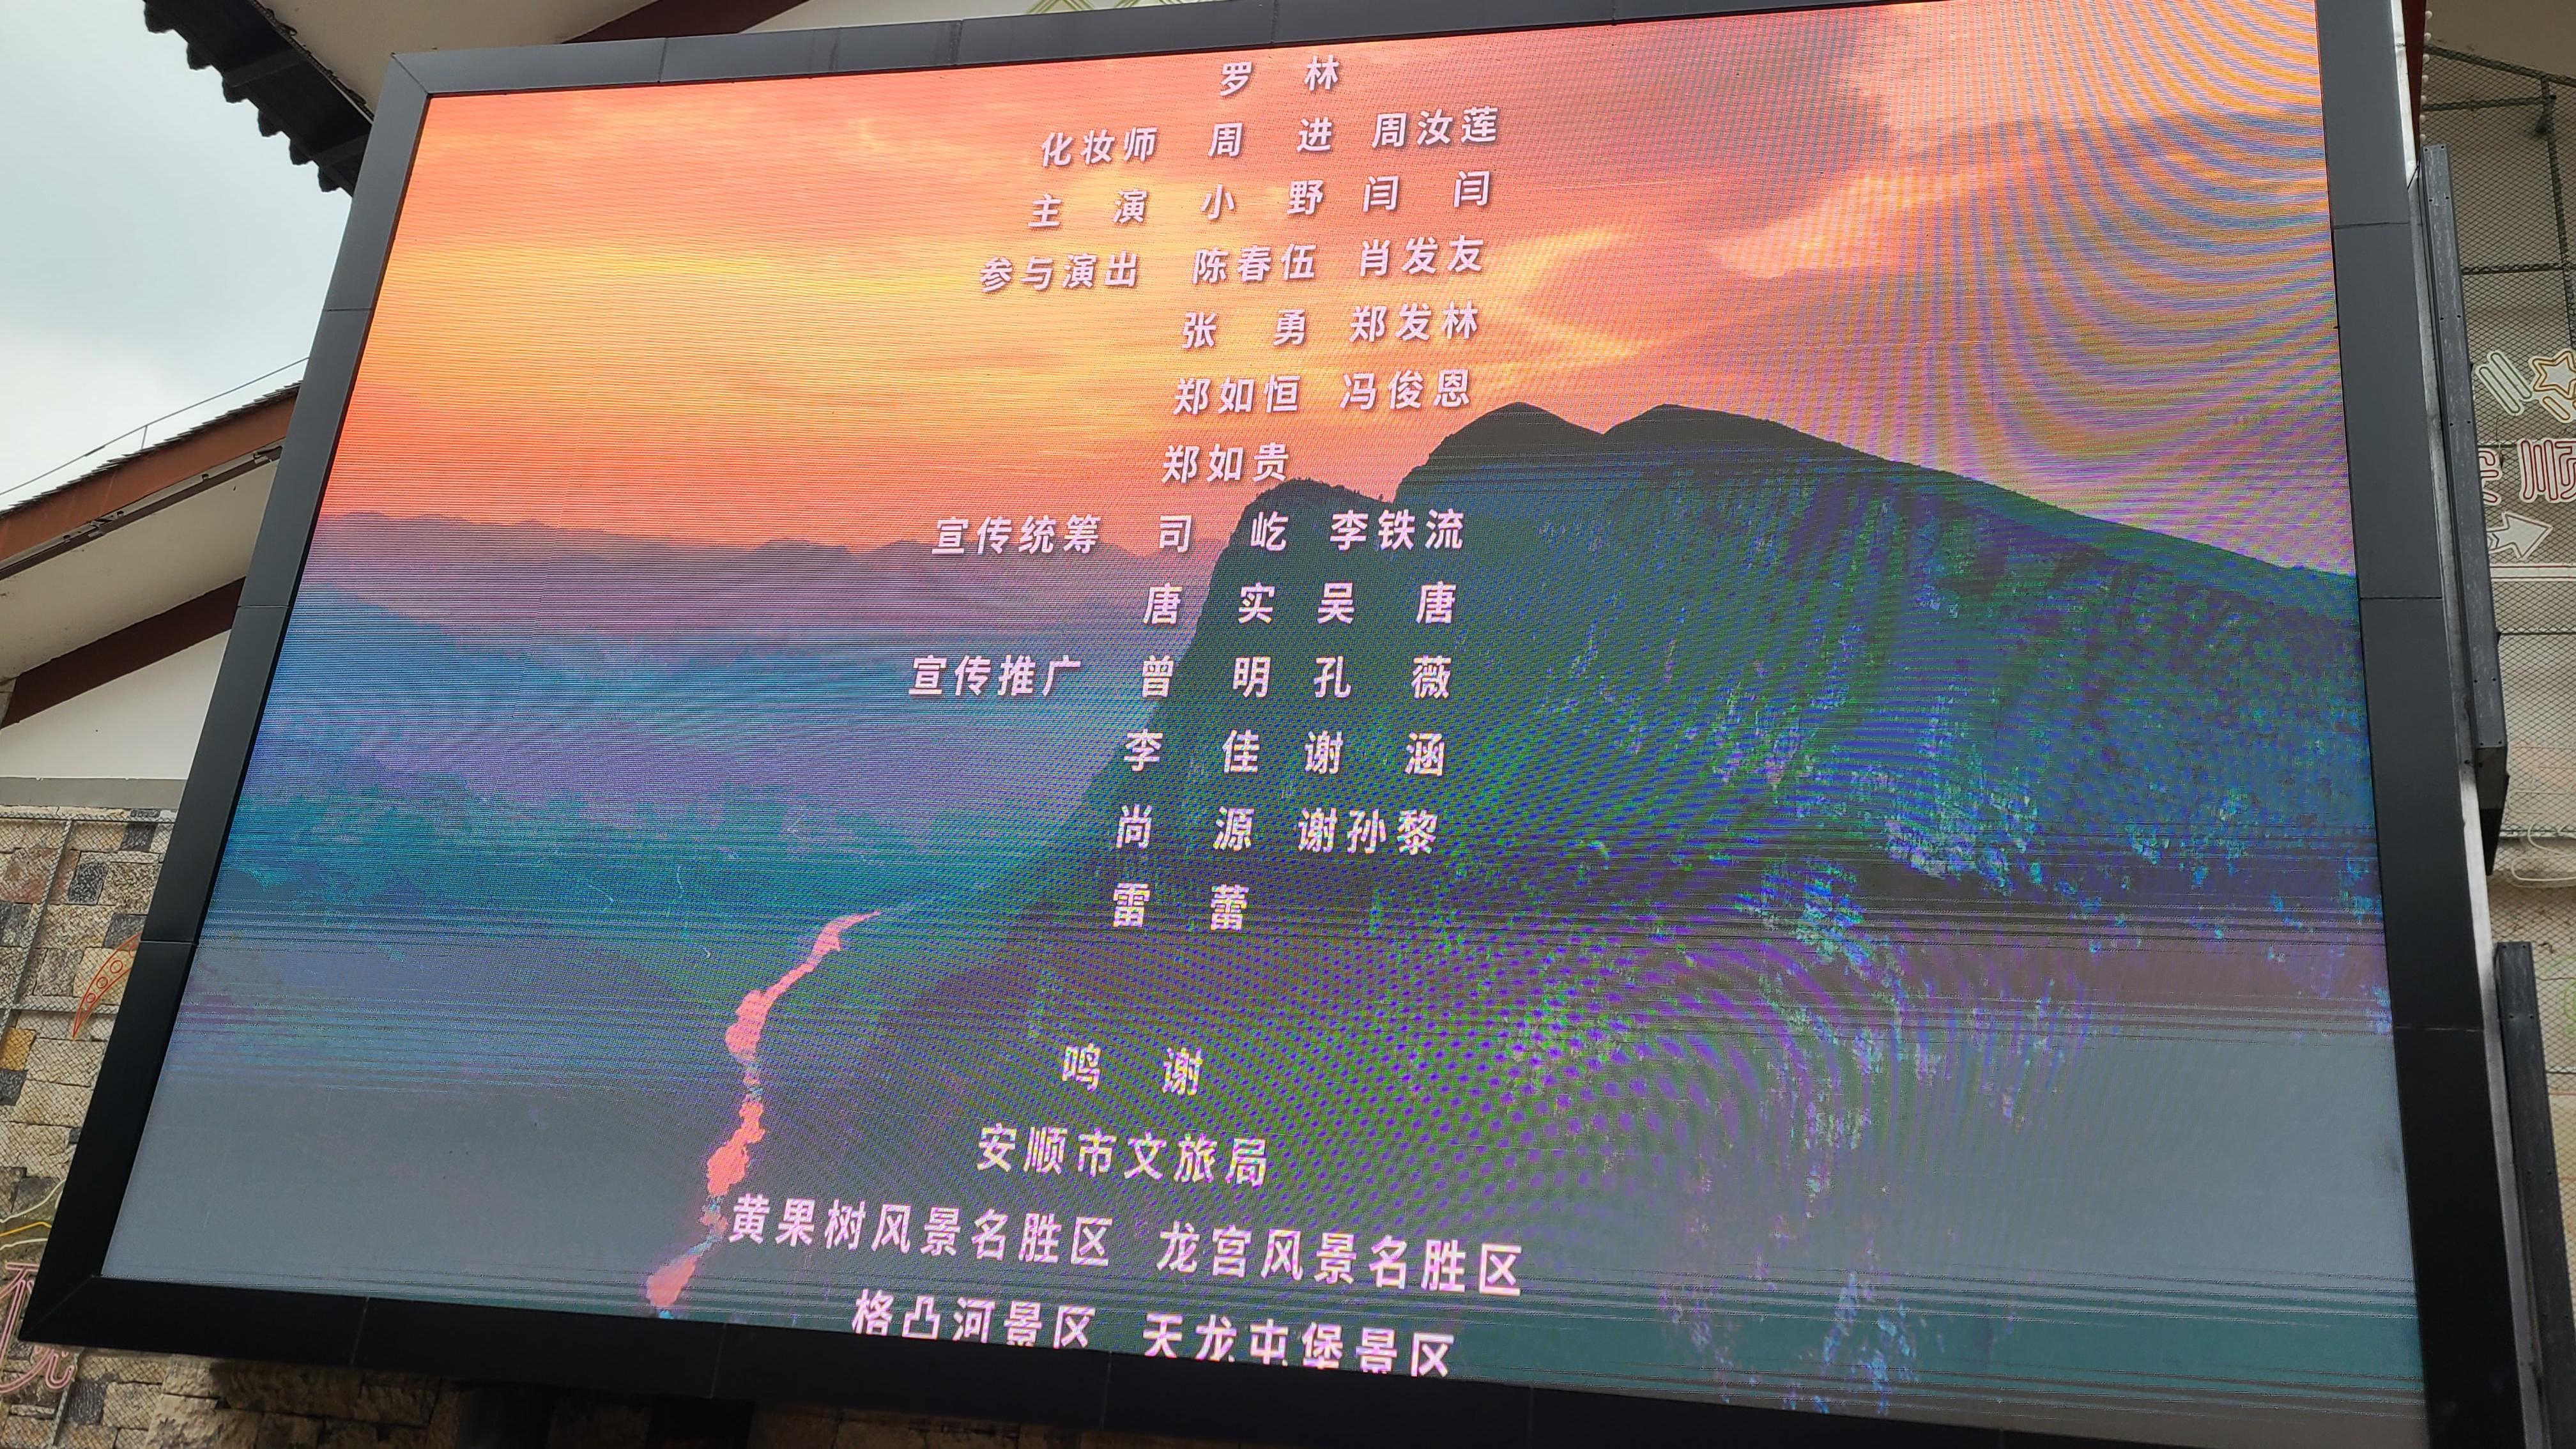 罗 林
化妆师 周 进 周汝莲
主 演 小 野 闫 闫
参与演出 陈春伍 肖发友
张 勇 郑发林
郑如恒 冯俊恩
郑如贵
宣传统筹 司 屹 李铁流
唐 实 吴 唐
宣传推广 曾 明 孔 薇
李 佳 谢 涵
尚 源 谢孙黎
雷 蕾
鸣 谢
安顺市文旅局
黄果树风景名胜区 龙宫风景名胜区
格凸河景区 天龙屯堡景区
顺